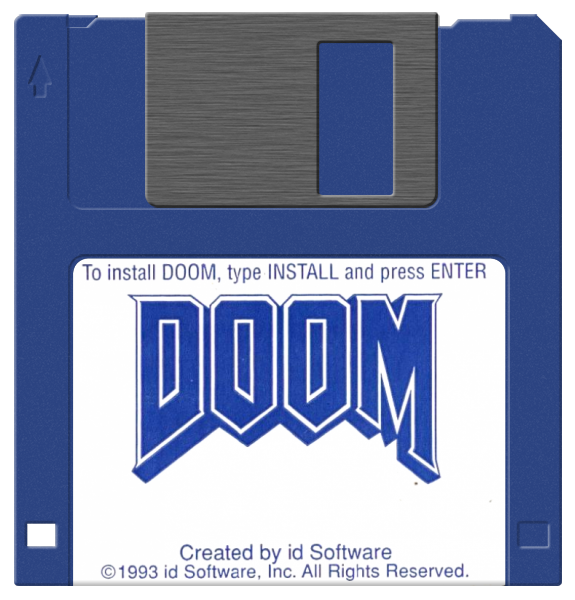 To install DOOM, type INSTALL and press ENTER
DOOM
Created by id Software
©1993 id Software, Inc. All Rights Reserved.